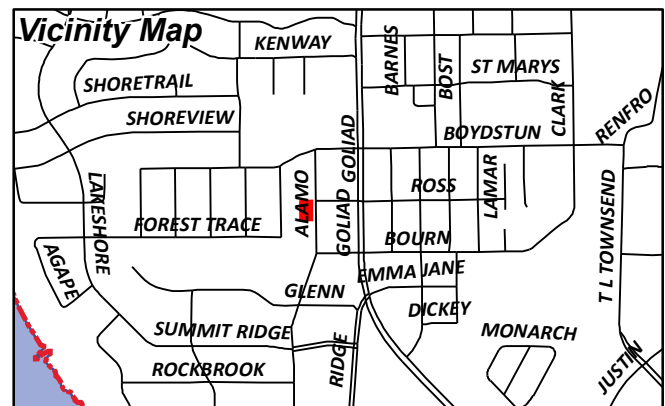 Vicinity Map
KENWAY
BARNES
BOST
ST MARYS
SHORETRAIL
SHOREVIEW
GOLIAD
BOYDSTUN
CLARK
RENFRO
LAKESHORE
ALAMO
GOLIAD
ROSS
LAMAR
FOREST TRACE
BOURN
T L TOWNSEND
AGAPE
EMMA JANE
GLENN
DICKEY
SUMMIT RIDGE
MONARCH
RIDGE
ROCKBROOK
JUSTIN